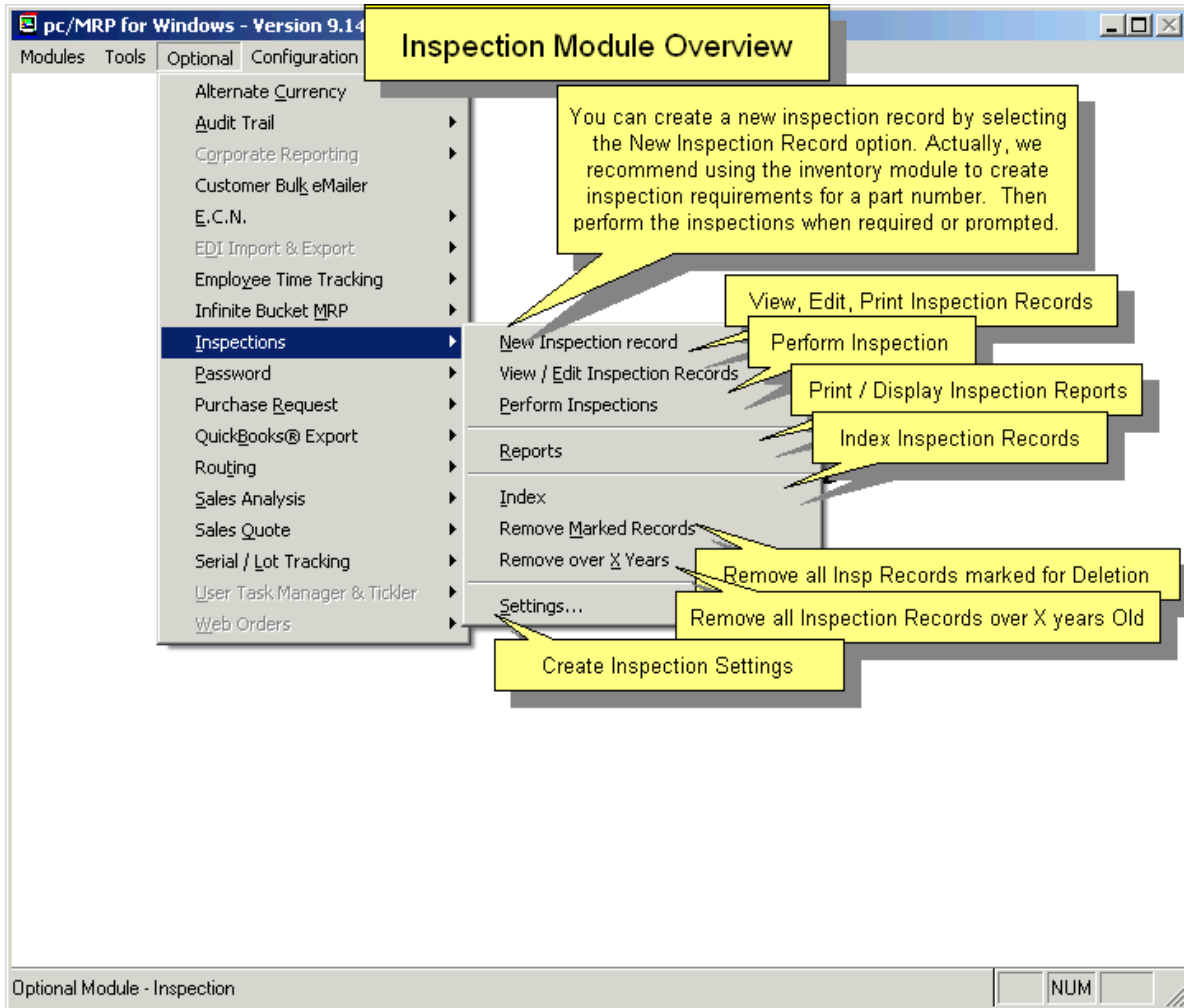 pc/MRP for Windows - Version 9.14
Inspection Module Overview
Modules Tools Optional Configuration
Alternate Currency
Audit Trail
Corporate Reporting
Customer Bulk eMailer
E.C.N.
EDI Import & Export
Employee Time Tracking
Infinite Bucket MRP
Inspections
Password
Purchase Request
QuickBooks® Export
Routing
Sales Analysis
Sales Quote
Serial / Lot Tracking
User Task Manager & Tickler
Web Orders
You can create a new inspection record by selecting
the New Inspection Record option. Actually, we
recommend using the inventory module to create
inspection requirements for a part number. Then
perform the inspections when required or prompted.
New Inspection record
View / Edit Inspection Records
Perform Inspections
Reports
Index
Remove Marked Records
Remove over X Years
Settings...
View, Edit, Print Inspection Records
Perform Inspection
Print / Display Inspection Reports
Index Inspection Records
Remove all Insp Records marked for Deletion
Remove all Inspection Records over X years Old
Create Inspection Settings
Optional Module - Inspection
NUM